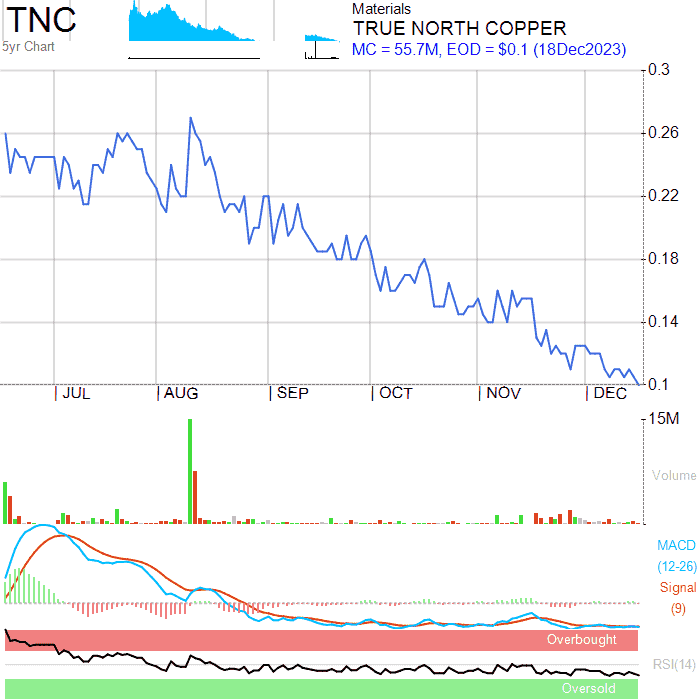 TNC
5yr Chart
Materials
TRUE NORTH COPPER
MC = 55.7M, EOD = $0.1 (18Dec2023)
0.3
0.26
0.22
0.18
0.14
0.1
JUL AUG SEP OCT NOV DEC
15M
Volume
MACD
(12-26)
Signal
(9)
Overbought
RSI(14)
Oversold